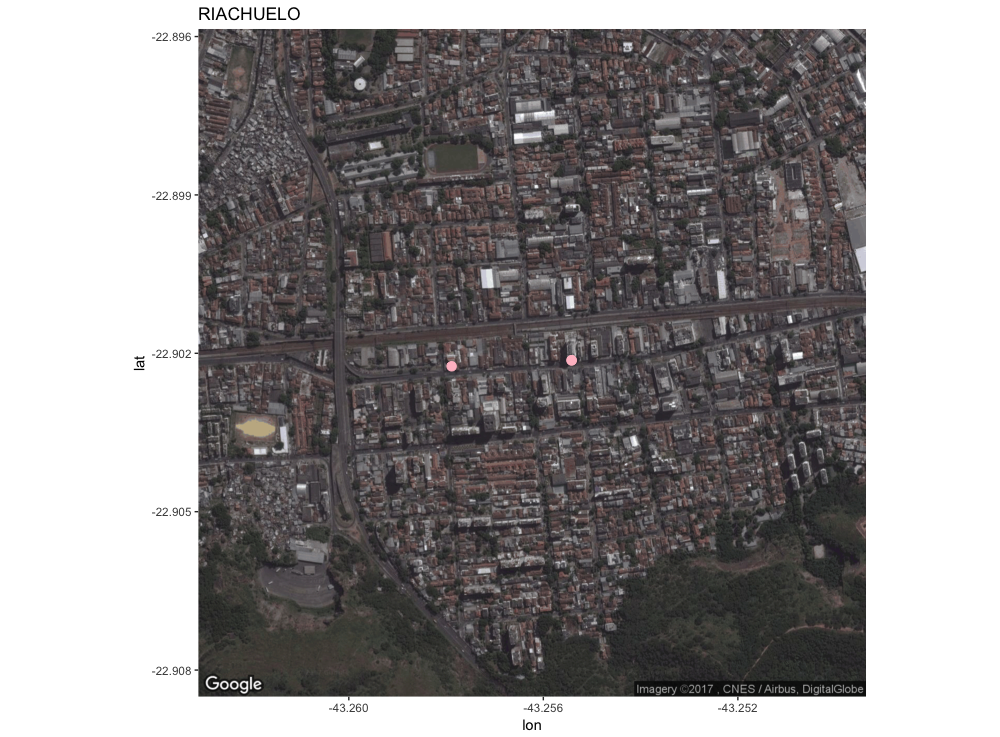 RIACHUELO
-22.896
-22.899
-22.902
-22.905
-22.908
lat
Google
Imagery ©2017 , CNES / Airbus, DigitalGlobe
-43.260
-43.256
-43.252
lon